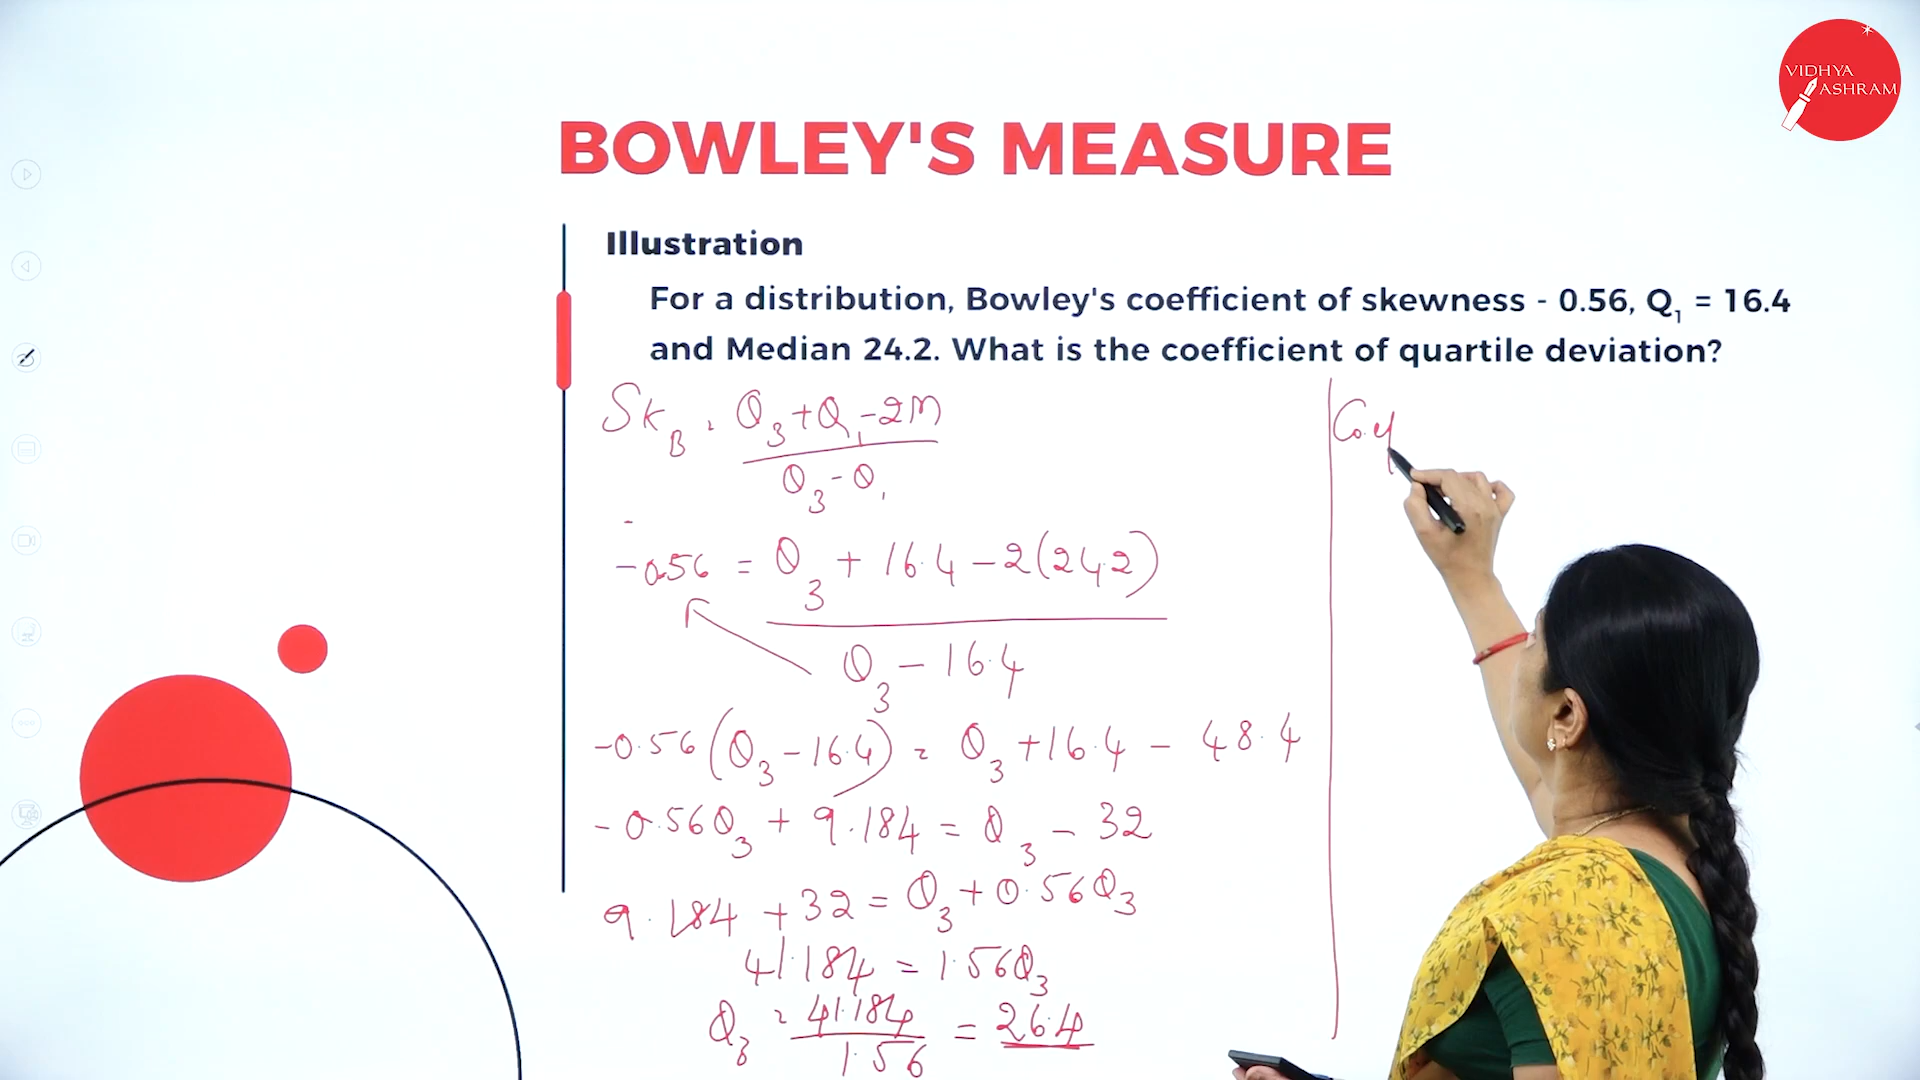 VIDHYA
ASHRAM
BOWLEY'S MEASURE
Illustration
For a distribution, Bowley's coefficient of skewness - 0.56, Q₁ = 16.4
and Median 24.2. What is the coefficient of quartile deviation?
Sk_B = (Q₃ + Q₁ - 2M) / (Q₃ - Q₁)
-0.56 = (Q₃ + 16.4 - 2(24.2)) / (Q₃ - 16.4)
-0.56(Q₃ - 16.4) = Q₃ + 16.4 - 48.4
-0.56Q₃ + 9.184 = Q₃ - 32
9.184 + 32 = Q₃ + 0.56Q₃
41.184 = 1.56Q₃
Q₃ = 41.184 / 1.56 = 26.4
Co.ef